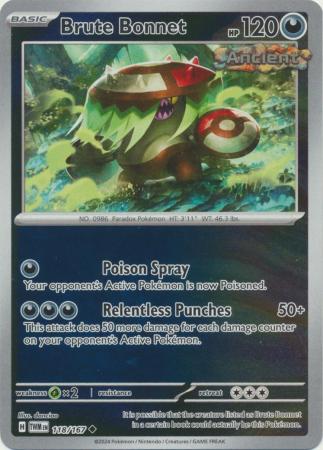 BASIC
Brute Bonnet
HP 120
Ancient
NO. 0986 Paradox Pokémon HT: 3'11" WT: 46.3 lbs.
Poison Spray
Your opponent's Active Pokémon is now Poisoned.
Relentless Punches 50+
This attack does 50 more damage for each damage counter
on your opponent's Active Pokémon.
weakness ×2 resistance retreat
Illus. danciao
H TWM EN 118/167
It is possible that the creature listed as Brute Bonnet
in a certain book could actually be this Pokémon.
©2024 Pokémon / Nintendo / Creatures / GAME FREAK